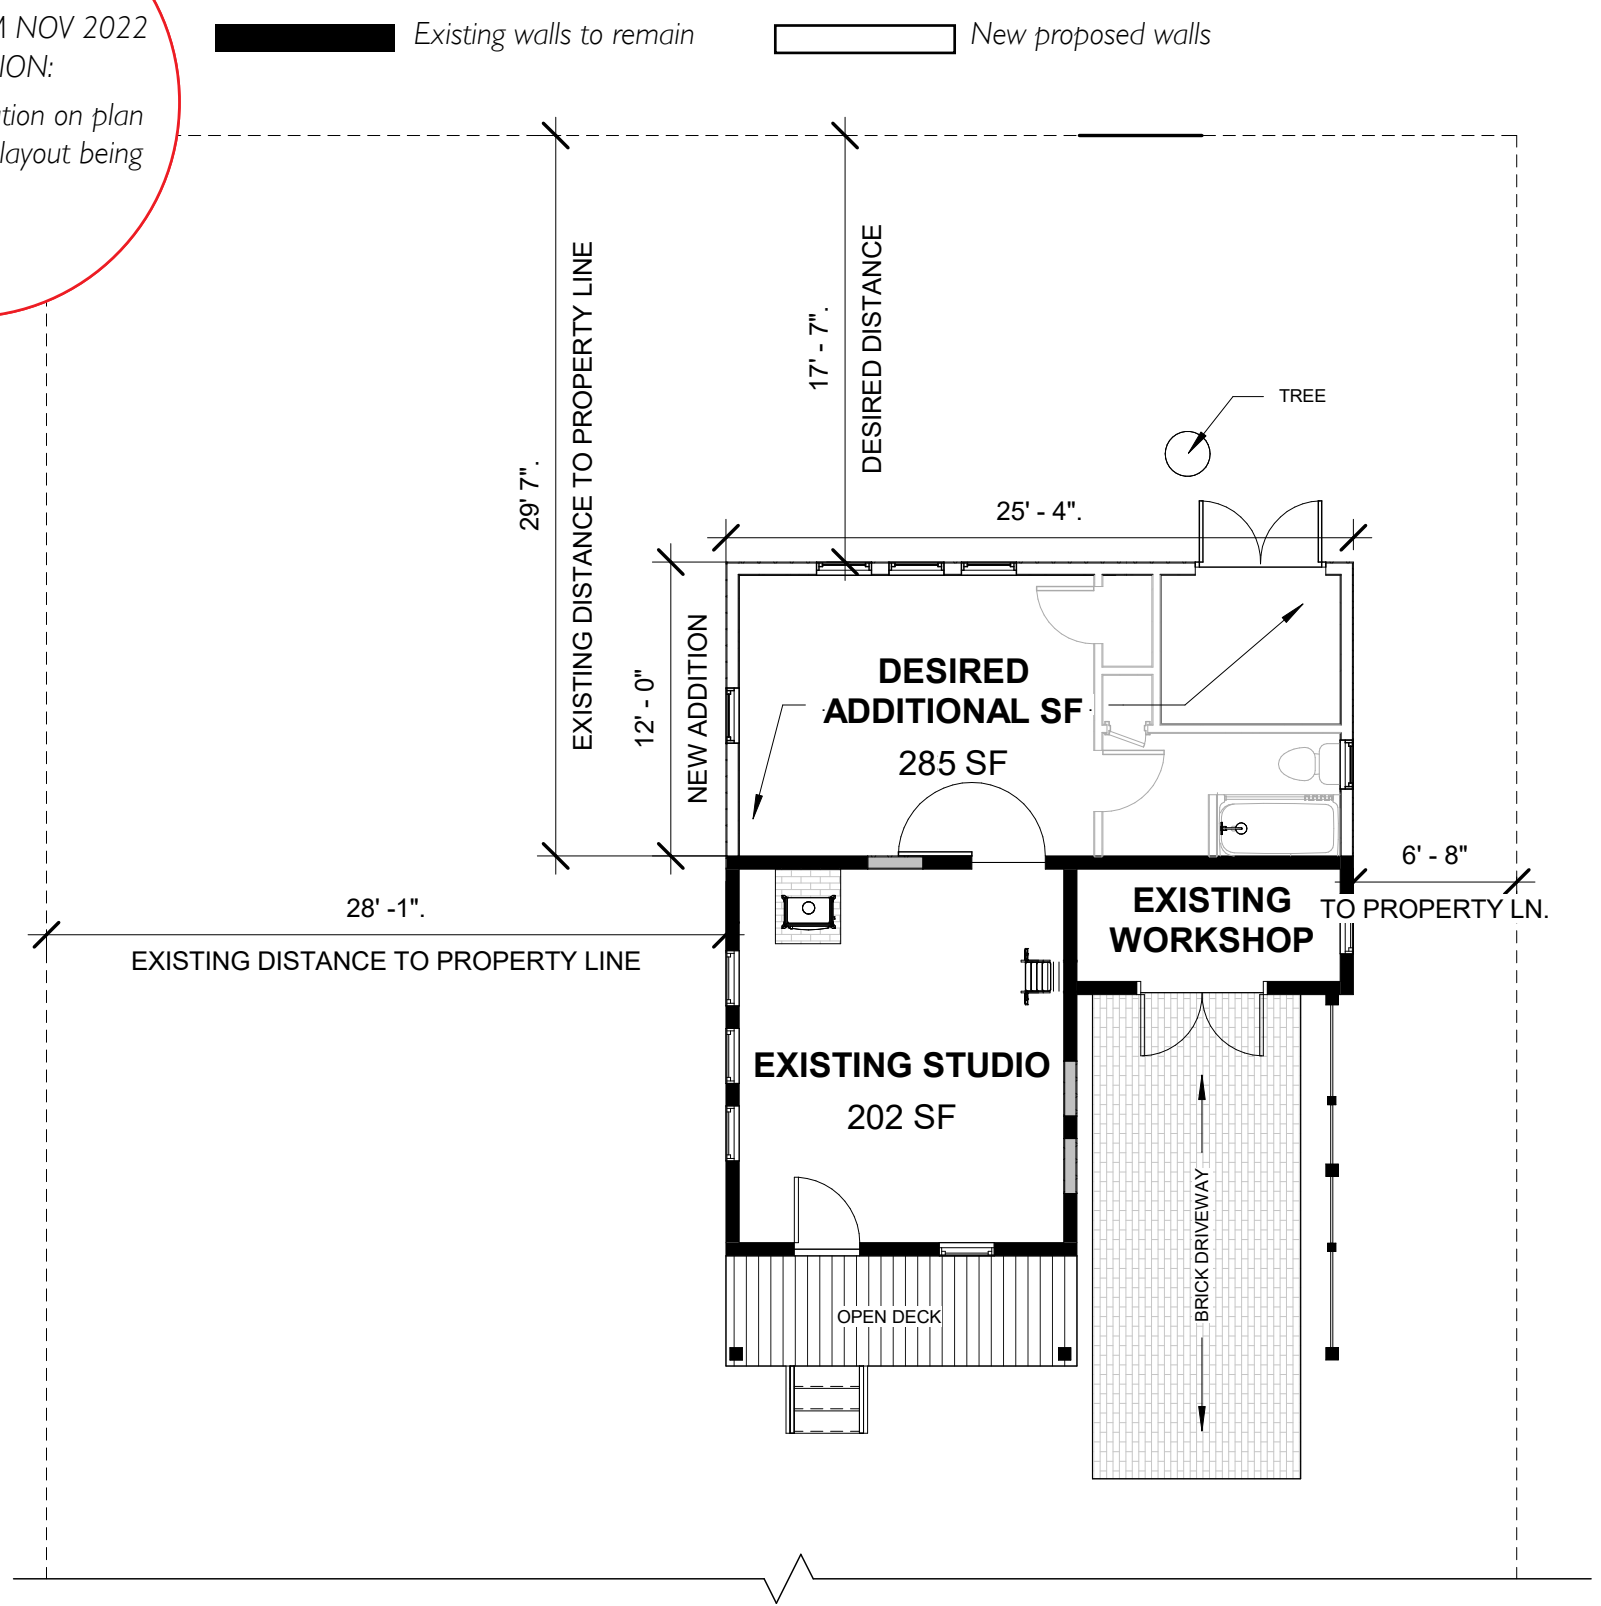 NOV 2022
Existing walls to remain
New proposed walls
on plan
layout being
EXISTING DISTANCE TO PROPERTY LINE
29' 7".
17' - 7".
DESIRED DISTANCE
TREE
25' - 4".
12' - 0"
NEW ADDITION
DESIRED
ADDITIONAL SF
285 SF
28' -1".
EXISTING DISTANCE TO PROPERTY LINE
EXISTING
WORKSHOP
6' - 8"
TO PROPERTY LN.
EXISTING STUDIO
202 SF
BRICK DRIVEWAY
OPEN DECK